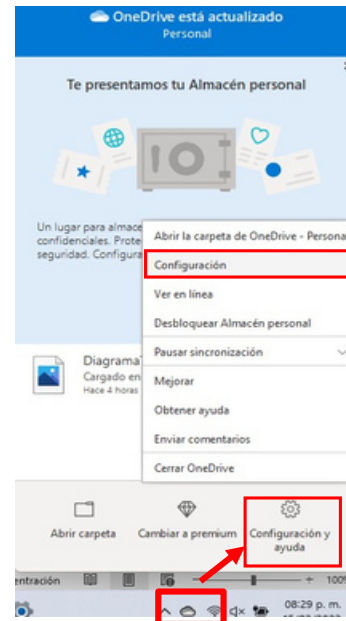 OneDrive está actualizado
Personal
Te presentamos tu Almacén personal
Un lugar para almace
confidenciales. Prote
seguridad. Configura
Abrir la carpeta de OneDrive - Persona
Configuración
Ver en línea
Desbloquear Almacén personal
Pausar sincronización
Mejorar
Obtener ayuda
Enviar comentarios
Cerrar OneDrive
Diagrama
Cargado en
Hace 4 horas
Abrir carpeta
Cambiar a premium
Configuración y
ayuda
entración
100
08:29 p. m.